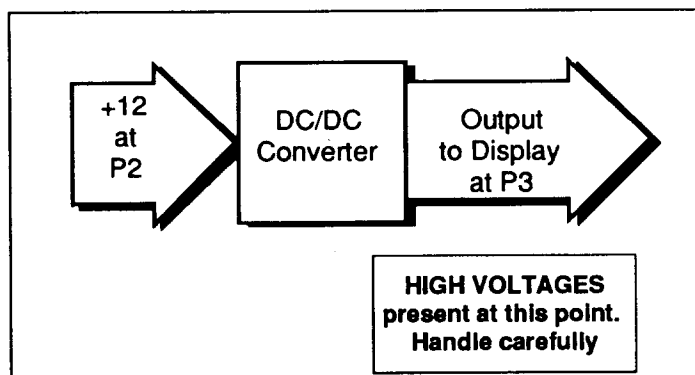 +12
at
P2
DC/DC
Converter
Output
to Display
at P3
HIGH VOLTAGES
present at this point.
Handle carefully